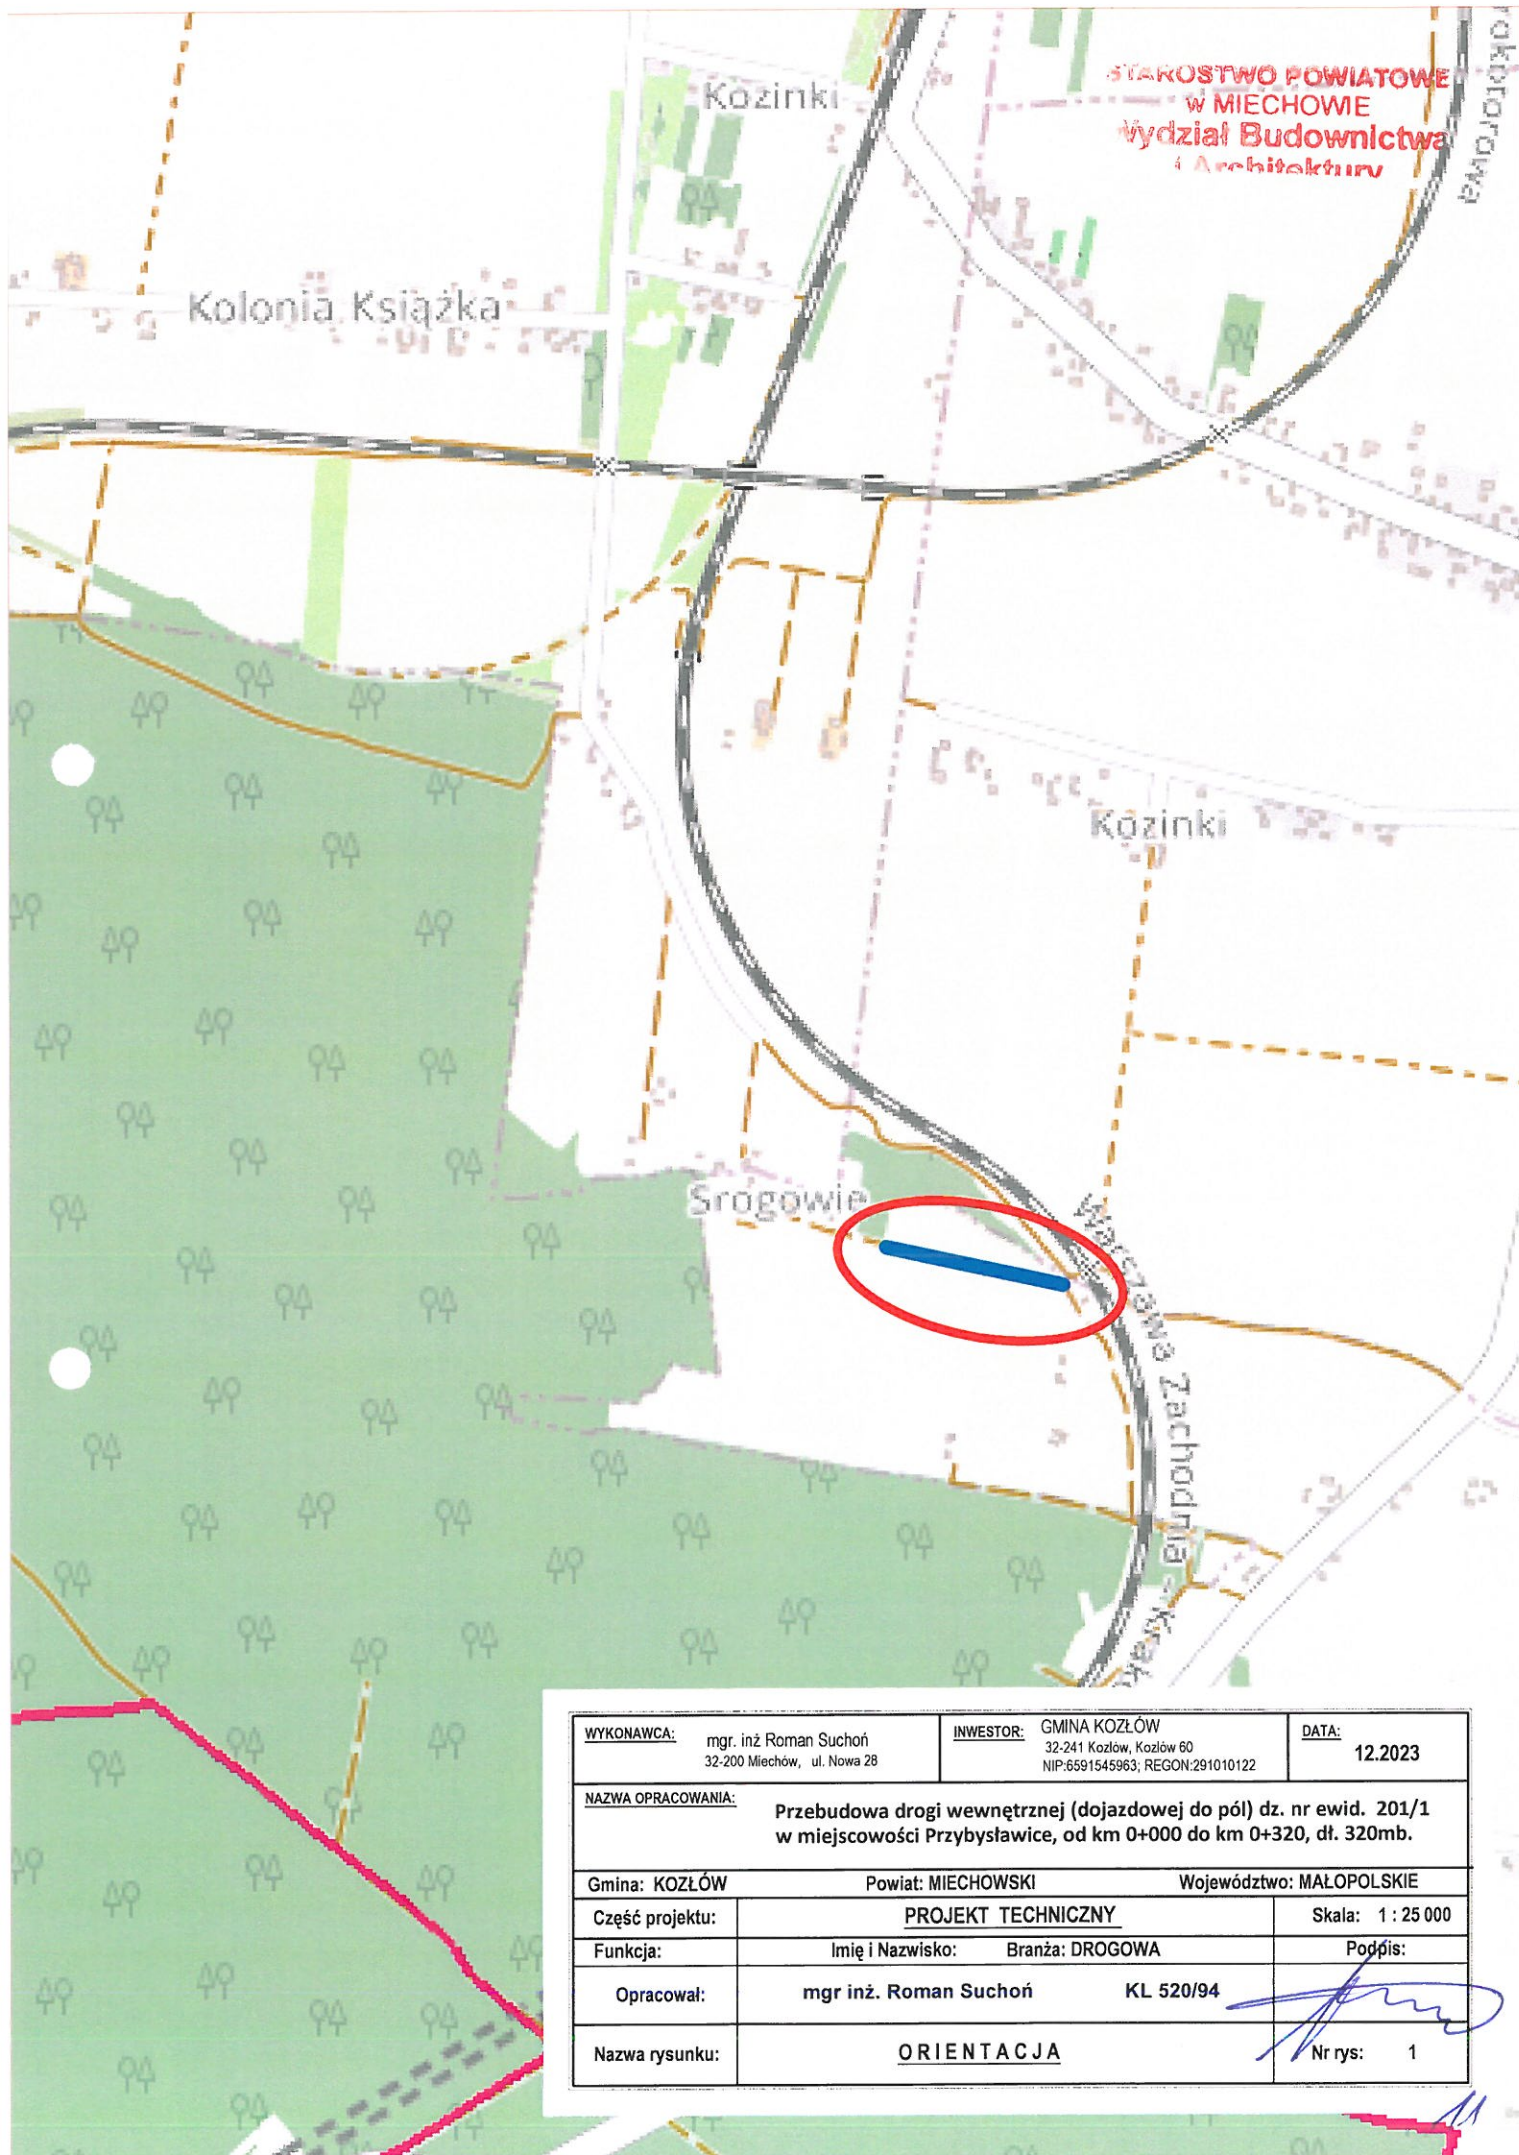 Kozinki
STAROSTWO POWIATOWE
W MIECHOWIE
Wydział Budownictwa
i Architektury
Kolonia Książka
Kozinki
Srogowie
Warszawa Zachodnia - Krak
WYKONAWCA: mgr. inż Roman Suchoń
32-200 Miechów, ul. Nowa 28
INWESTOR: GMINA KOZŁÓW
32-241 Kozłów, Kozłów 60
NIP:6591545963; REGON:291010122
DATA:
12.2023
NAZWA OPRACOWANIA:
Przebudowa drogi wewnętrznej (dojazdowej do pól) dz. nr ewid. 201/1
w miejscowości Przybysławice, od km 0+000 do km 0+320, dł. 320mb.
Gmina: KOZŁÓW Powiat: MIECHOWSKI Województwo: MAŁOPOLSKIE
Część projektu: PROJEKT TECHNICZNY Skala: 1 : 25 000
Funkcja: Imię i Nazwisko: Branża: DROGOWA Podpis:
Opracował: mgr inż. Roman Suchoń KL 520/94
Nazwa rysunku: ORIENTACJA Nr rys: 1
11